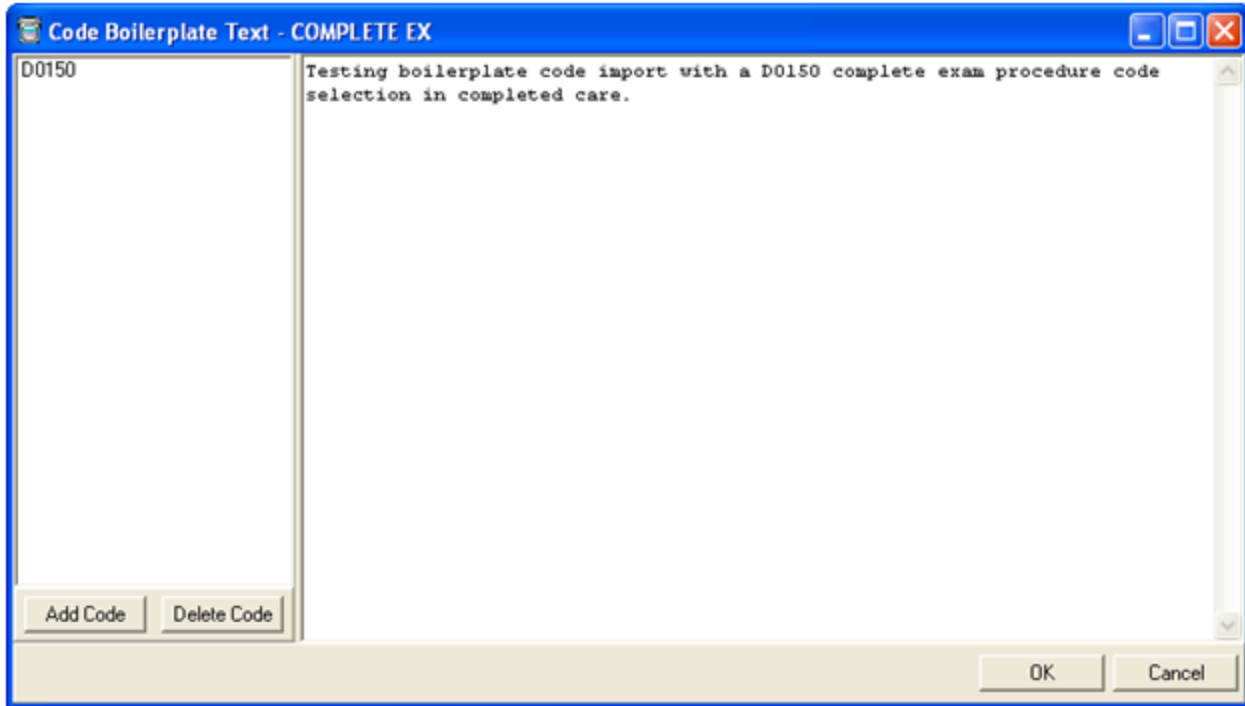 Code Boilerplate Text - COMPLETE EX
D0150
Testing boilerplate code import with a D0150 complete exam procedure code
selection in completed care.
Add Code
Delete Code
OK
Cancel